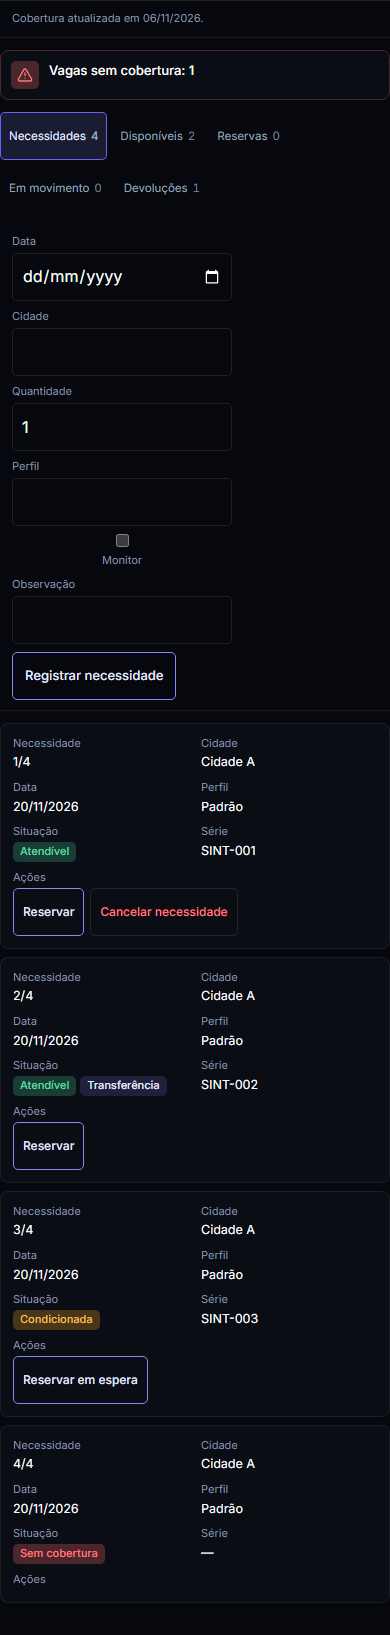 Cobertura atualizada em 06/11/2026.
Vagas sem cobertura: 1
Necessidades 4 Disponíveis 2 Reservas 0
Em movimento 0 Devoluções 1
Data
dd/mm/yyyy
Cidade
Quantidade
1
Perfil
Monitor
Observação
Registrar necessidade
Necessidade Cidade
1/4 Cidade A
Data Perfil
20/11/2026 Padrão
Situação Série
Atendível SINT-001
Ações
Reservar Cancelar necessidade
Necessidade Cidade
2/4 Cidade A
Data Perfil
20/11/2026 Padrão
Situação Série
Atendível Transferência SINT-002
Ações
Reservar
Necessidade Cidade
3/4 Cidade A
Data Perfil
20/11/2026 Padrão
Situação Série
Condicionada SINT-003
Ações
Reservar em espera
Necessidade Cidade
4/4 Cidade A
Data Perfil
20/11/2026 Padrão
Situação Série
Sem cobertura —
Ações